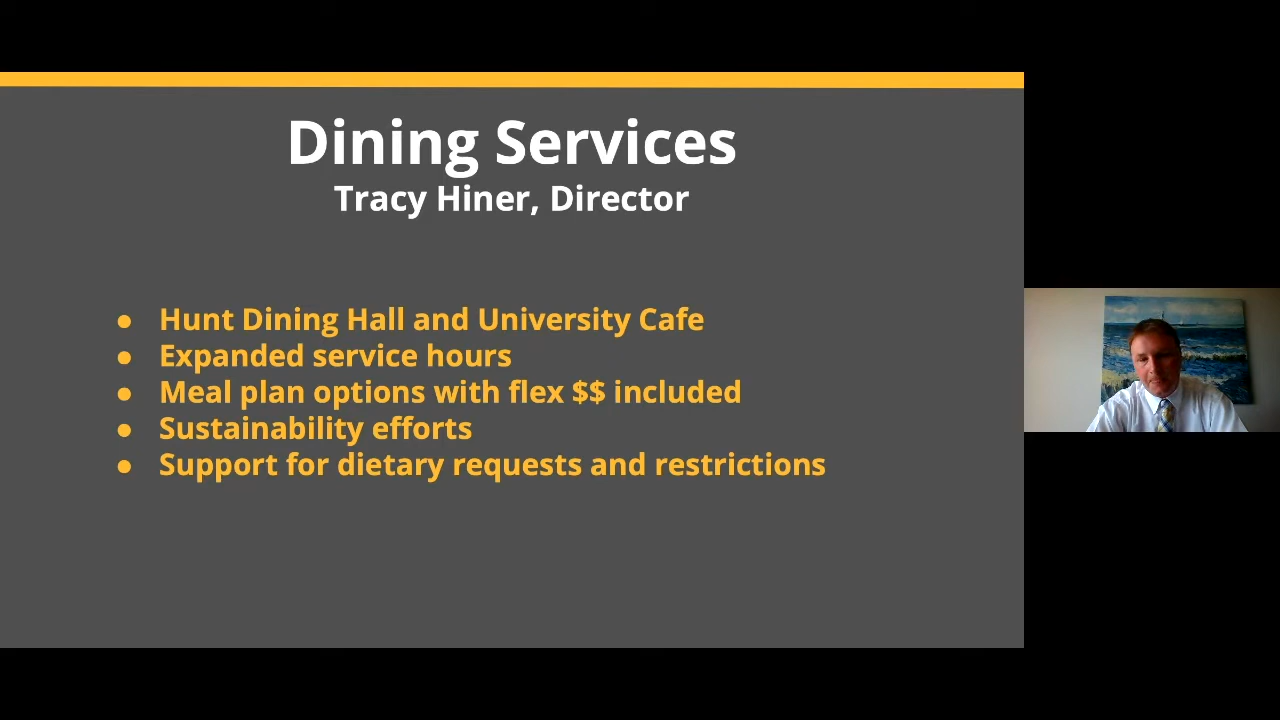 Dining Services
Tracy Hiner, Director
● Hunt Dining Hall and University Cafe
● Expanded service hours
● Meal plan options with flex $$ included
● Sustainability efforts
● Support for dietary requests and restrictions